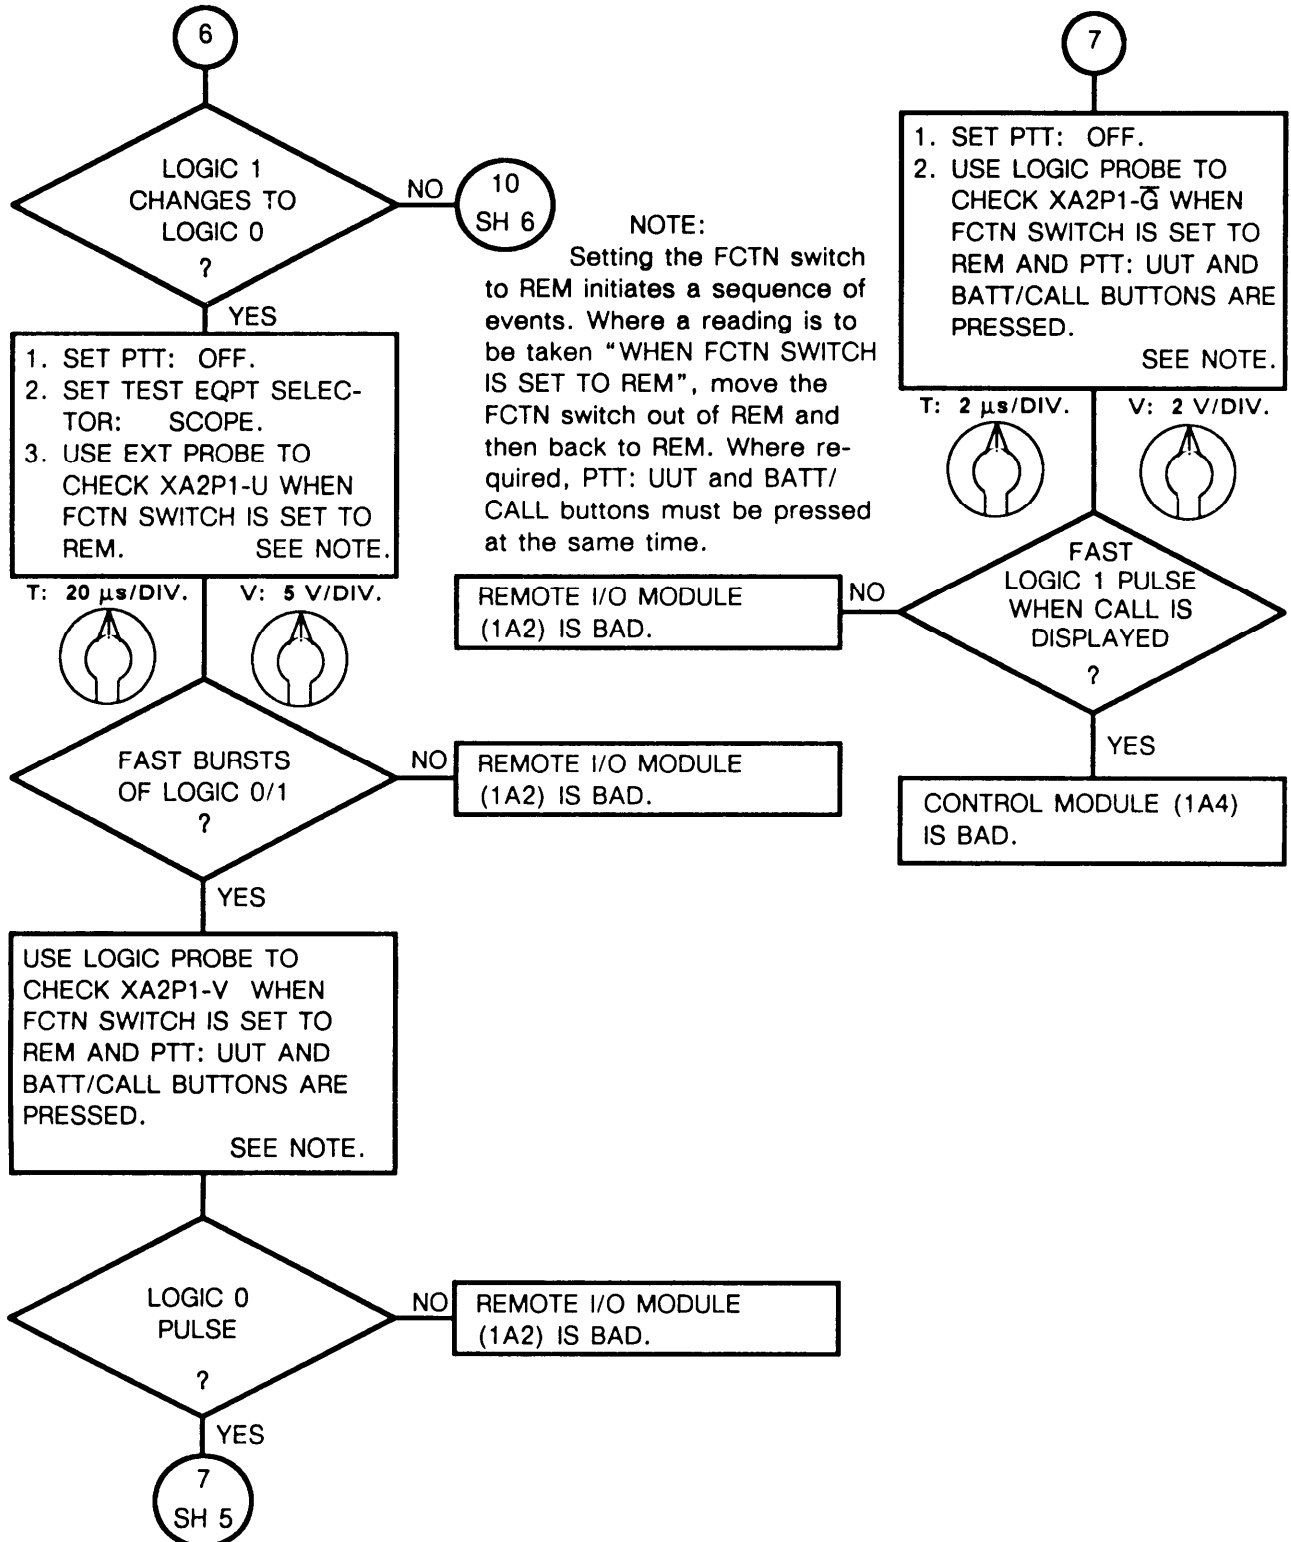 6
LOGIC 1
CHANGES TO
LOGIC 0
?
NO
10
SH 6
YES
1. SET PTT: OFF.
2. SET TEST EQPT SELEC-
TOR: SCOPE.
3. USE EXT PROBE TO
CHECK XA2P1-U WHEN
FCTN SWITCH IS SET TO
REM. SEE NOTE.
T: 20 μs/DIV. V: 5 V/DIV.
FAST BURSTS
OF LOGIC 0/1
?
NO
REMOTE I/O MODULE
(1A2) IS BAD.
YES
USE LOGIC PROBE TO
CHECK XA2P1-V WHEN
FCTN SWITCH IS SET TO
REM AND PTT: UUT AND
BATT/CALL BUTTONS ARE
PRESSED.
SEE NOTE.
LOGIC 0
PULSE
?
NO
REMOTE I/O MODULE
(1A2) IS BAD.
YES
7
SH 5
NOTE:
Setting the FCTN switch
to REM initiates a sequence of
events. Where a reading is to
be taken “WHEN FCTN SWITCH
IS SET TO REM”, move the
FCTN switch out of REM and
then back to REM. Where re-
quired, PTT: UUT and BATT/
CALL buttons must be pressed
at the same time.
7
1. SET PTT: OFF.
2. USE LOGIC PROBE TO
CHECK XA2P1-G̅ WHEN
FCTN SWITCH IS SET TO
REM AND PTT: UUT AND
BATT/CALL BUTTONS ARE
PRESSED.
SEE NOTE.
T: 2 μs/DIV. V: 2 V/DIV.
FAST
LOGIC 1 PULSE
WHEN CALL IS
DISPLAYED
?
NO
REMOTE I/O MODULE
(1A2) IS BAD.
YES
CONTROL MODULE (1A4)
IS BAD.